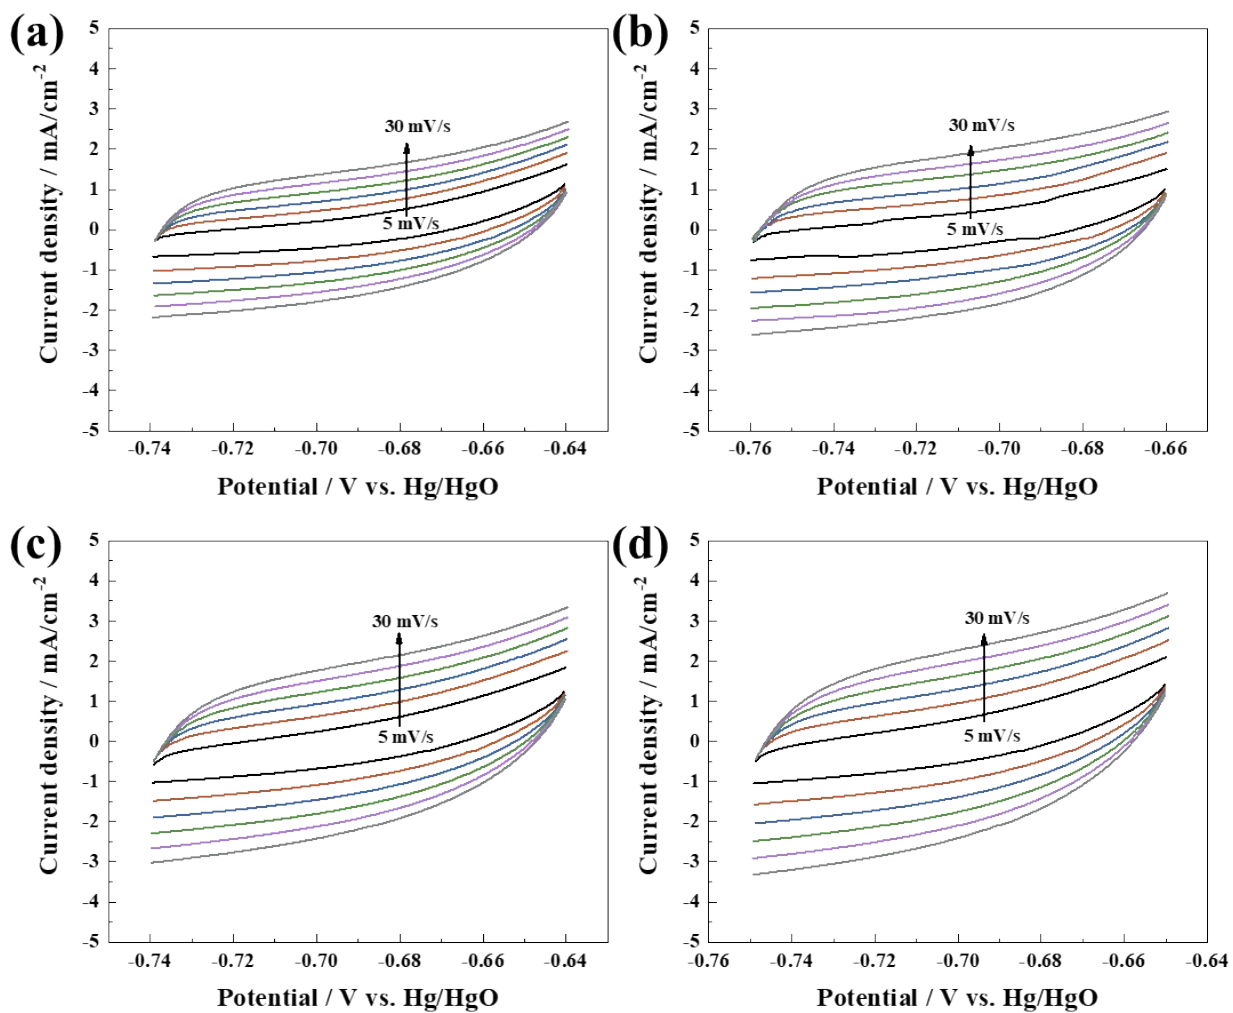 (a)
5
4
3
2
1
0
-1
-2
-3
-4
-5
Current density / mA/cm-2
30 mV/s
5 mV/s
-0.74 -0.72 -0.70 -0.68 -0.66 -0.64
Potential / V vs. Hg/HgO
(b)
5
4
3
2
1
0
-1
-2
-3
-4
-5
Current density / mA/cm-2
30 mV/s
5 mV/s
-0.76 -0.74 -0.72 -0.70 -0.68 -0.66
Potential / V vs. Hg/HgO
(c)
5
4
3
2
1
0
-1
-2
-3
-4
-5
Current density / mA/cm-2
30 mV/s
5 mV/s
-0.74 -0.72 -0.70 -0.68 -0.66 -0.64
Potential / V vs. Hg/HgO
(d)
5
4
3
2
1
0
-1
-2
-3
-4
-5
Current density / mA/cm-2
30 mV/s
5 mV/s
-0.76 -0.74 -0.72 -0.70 -0.68 -0.66 -0.64
Potential / V vs. Hg/HgO